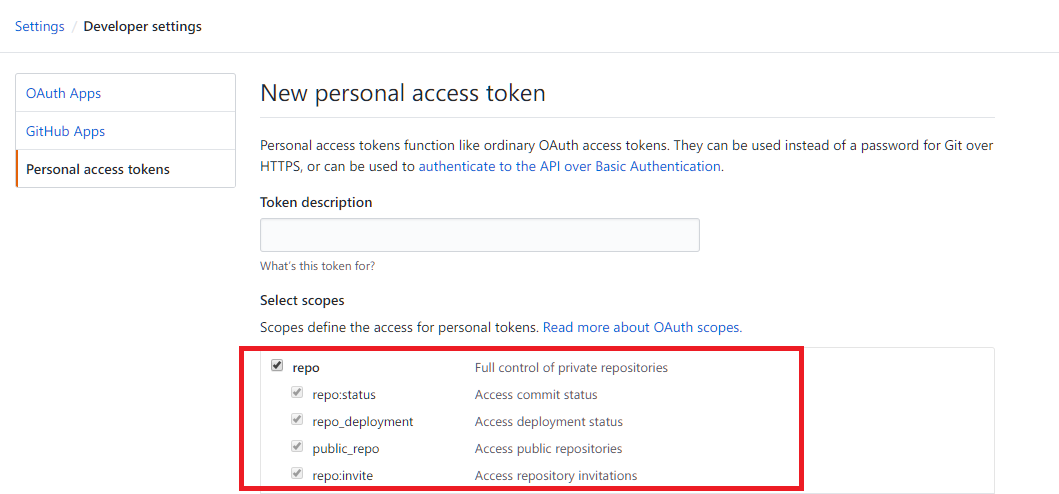 Settings / Developer settings
OAuth Apps
GitHub Apps
Personal access tokens
New personal access token
Personal access tokens function like ordinary OAuth access tokens. They can be used instead of a password for Git over
HTTPS, or can be used to authenticate to the API over Basic Authentication.
Token description
What's this token for?
Select scopes
Scopes define the access for personal tokens. Read more about OAuth scopes.
repo Full control of private repositories
repo:status Access commit status
repo_deployment Access deployment status
public_repo Access public repositories
repo:invite Access repository invitations